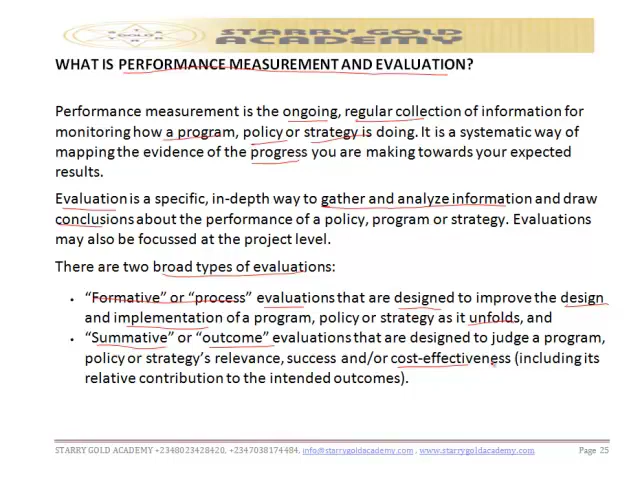 STARRY GOLD
ACADEMY
WHAT IS PERFORMANCE MEASUREMENT AND EVALUATION?
Performance measurement is the ongoing, regular collection of information for
monitoring how a program, policy or strategy is doing. It is a systematic way of
mapping the evidence of the progress you are making towards your expected
results.
Evaluation is a specific, in-depth way to gather and analyze information and draw
conclusions about the performance of a policy, program or strategy. Evaluations
may also be focussed at the project level.
There are two broad types of evaluations:
• “Formative” or “process” evaluations that are designed to improve the design
and implementation of a program, policy or strategy as it unfolds, and
• “Summative” or “outcome” evaluations that are designed to judge a program,
policy or strategy’s relevance, success and/or cost-effectiveness (including its
relative contribution to the intended outcomes).
STARRY GOLD ACADEMY +2348023428420, +2347038174484, info@starrygoldacademy.com , www.starrygoldacademy.com Page 25